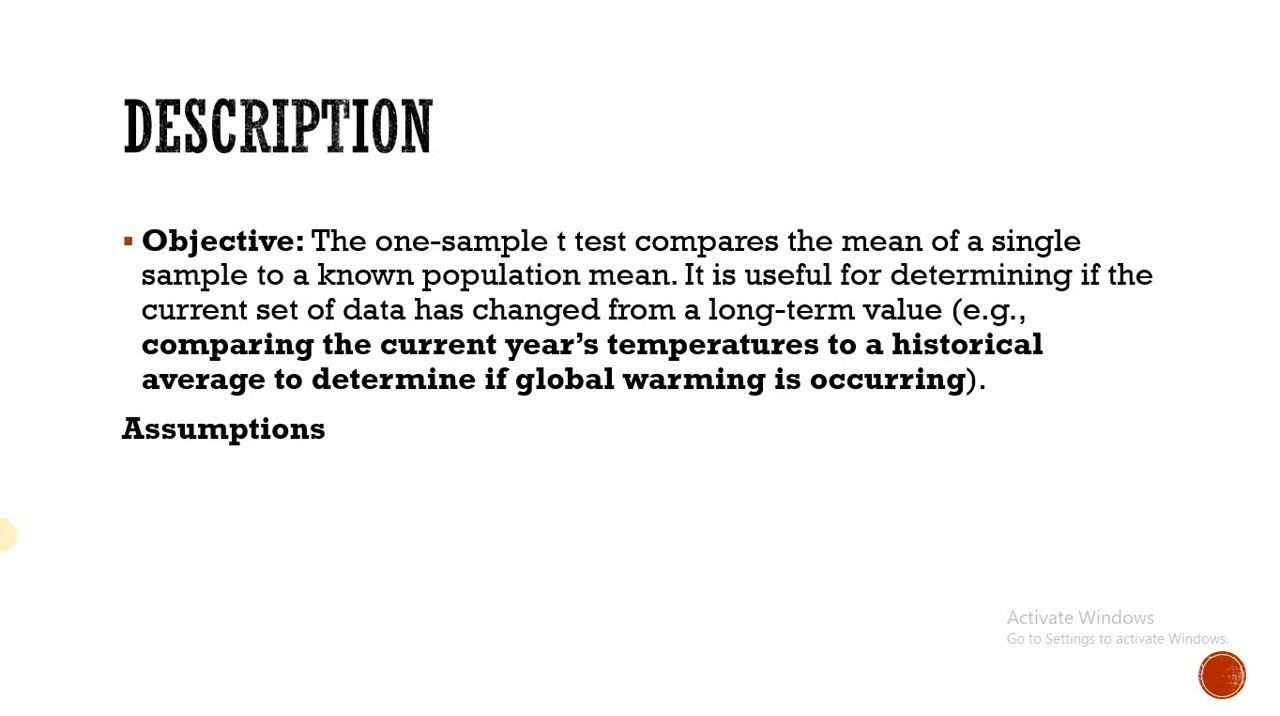 DESCRIPTION
Objective: The one-sample t test compares the mean of a single
sample to a known population mean. It is useful for determining if the
current set of data has changed from a long-term value (e.g.,
comparing the current year's temperatures to a historical
average to determine if global warming is occurring).
Assumptions
Activate Windows
Go to Settings to activate Windows.